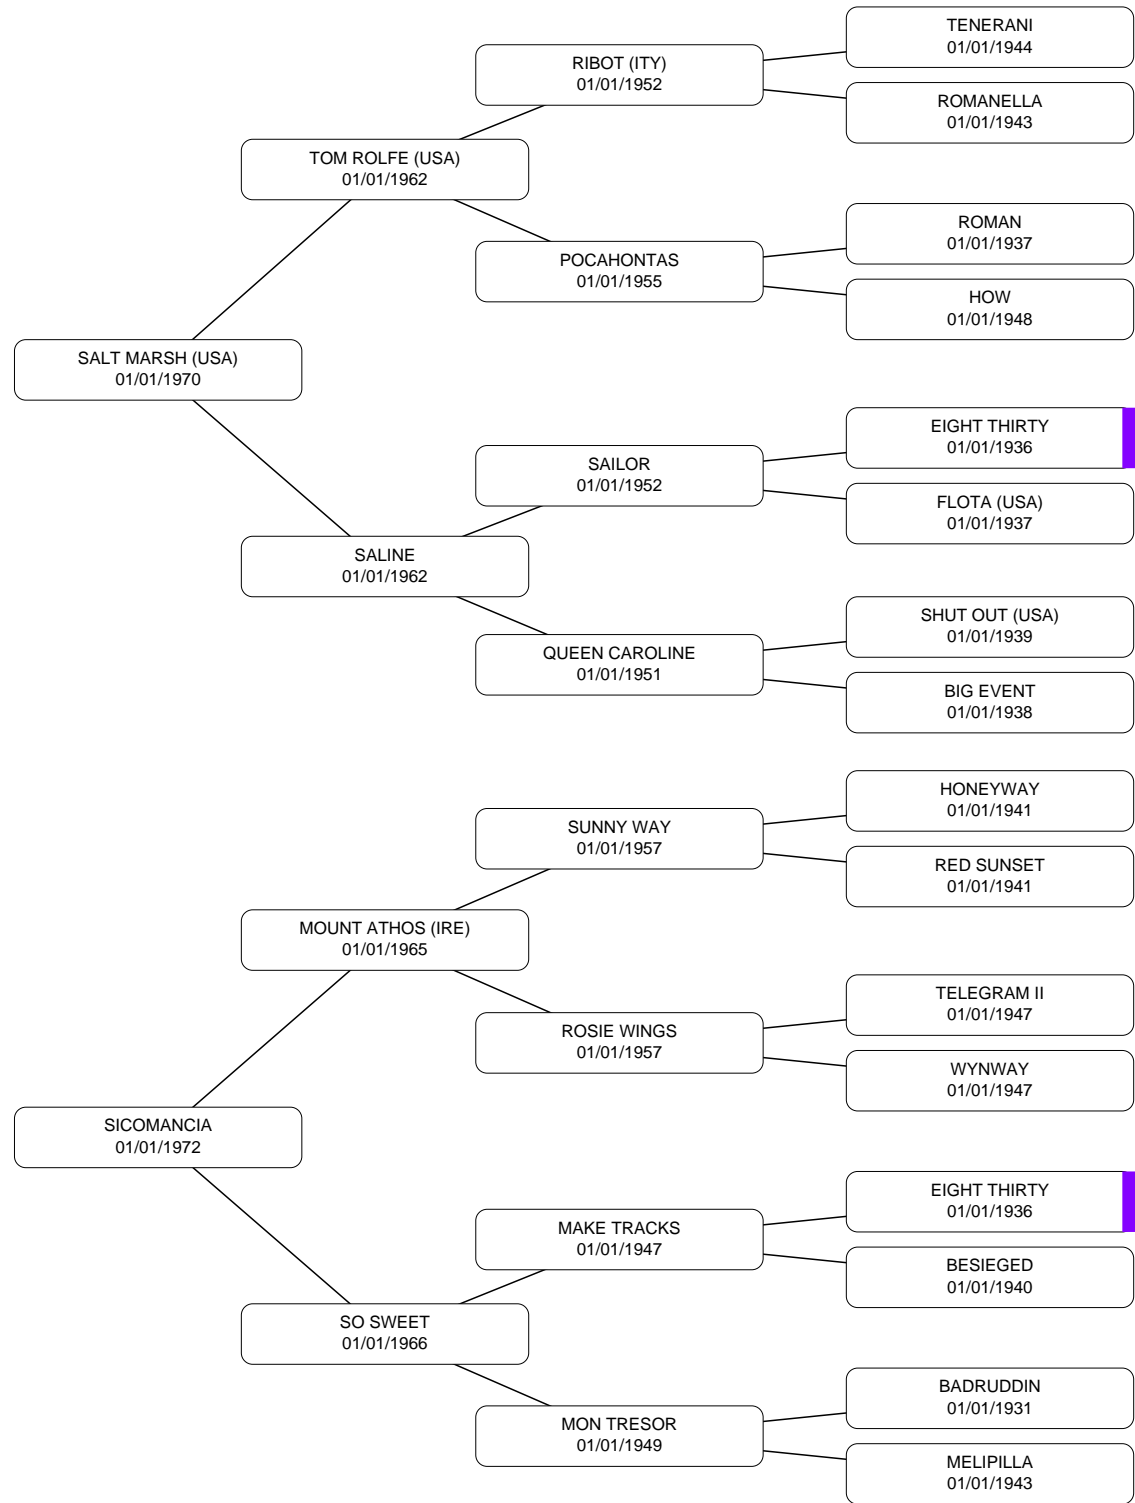 TENERANI
01/01/1944
RIBOT (ITY)
01/01/1952
ROMANELLA
01/01/1943
TOM ROLFE (USA)
01/01/1962
ROMAN
01/01/1937
POCAHONTAS
01/01/1955
HOW
01/01/1948
SALT MARSH (USA)
01/01/1970
EIGHT THIRTY
01/01/1936
SAILOR
01/01/1952
FLOTA (USA)
01/01/1937
SALINE
01/01/1962
SHUT OUT (USA)
01/01/1939
QUEEN CAROLINE
01/01/1951
BIG EVENT
01/01/1938
HONEYWAY
01/01/1941
SUNNY WAY
01/01/1957
RED SUNSET
01/01/1941
MOUNT ATHOS (IRE)
01/01/1965
TELEGRAM II
01/01/1947
ROSIE WINGS
01/01/1957
WYNWAY
01/01/1947
SICOMANCIA
01/01/1972
EIGHT THIRTY
01/01/1936
MAKE TRACKS
01/01/1947
BESIEGED
01/01/1940
SO SWEET
01/01/1966
BADRUDDIN
01/01/1931
MON TRESOR
01/01/1949
MELIPILLA
01/01/1943